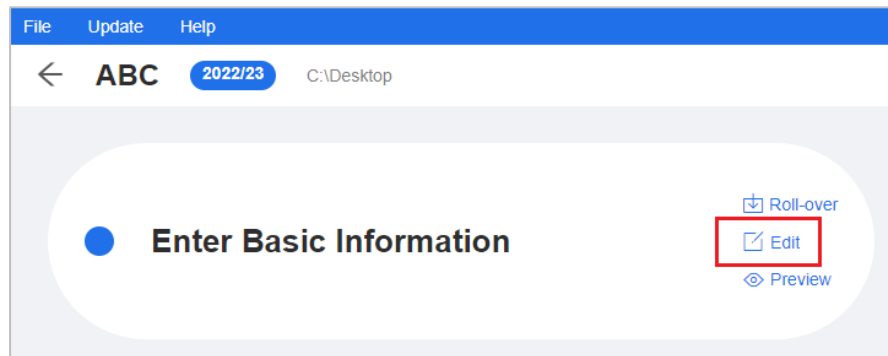 File Update Help
ABC 2022/23 C:\Desktop
Roll-over
Enter Basic Information
Edit
Preview